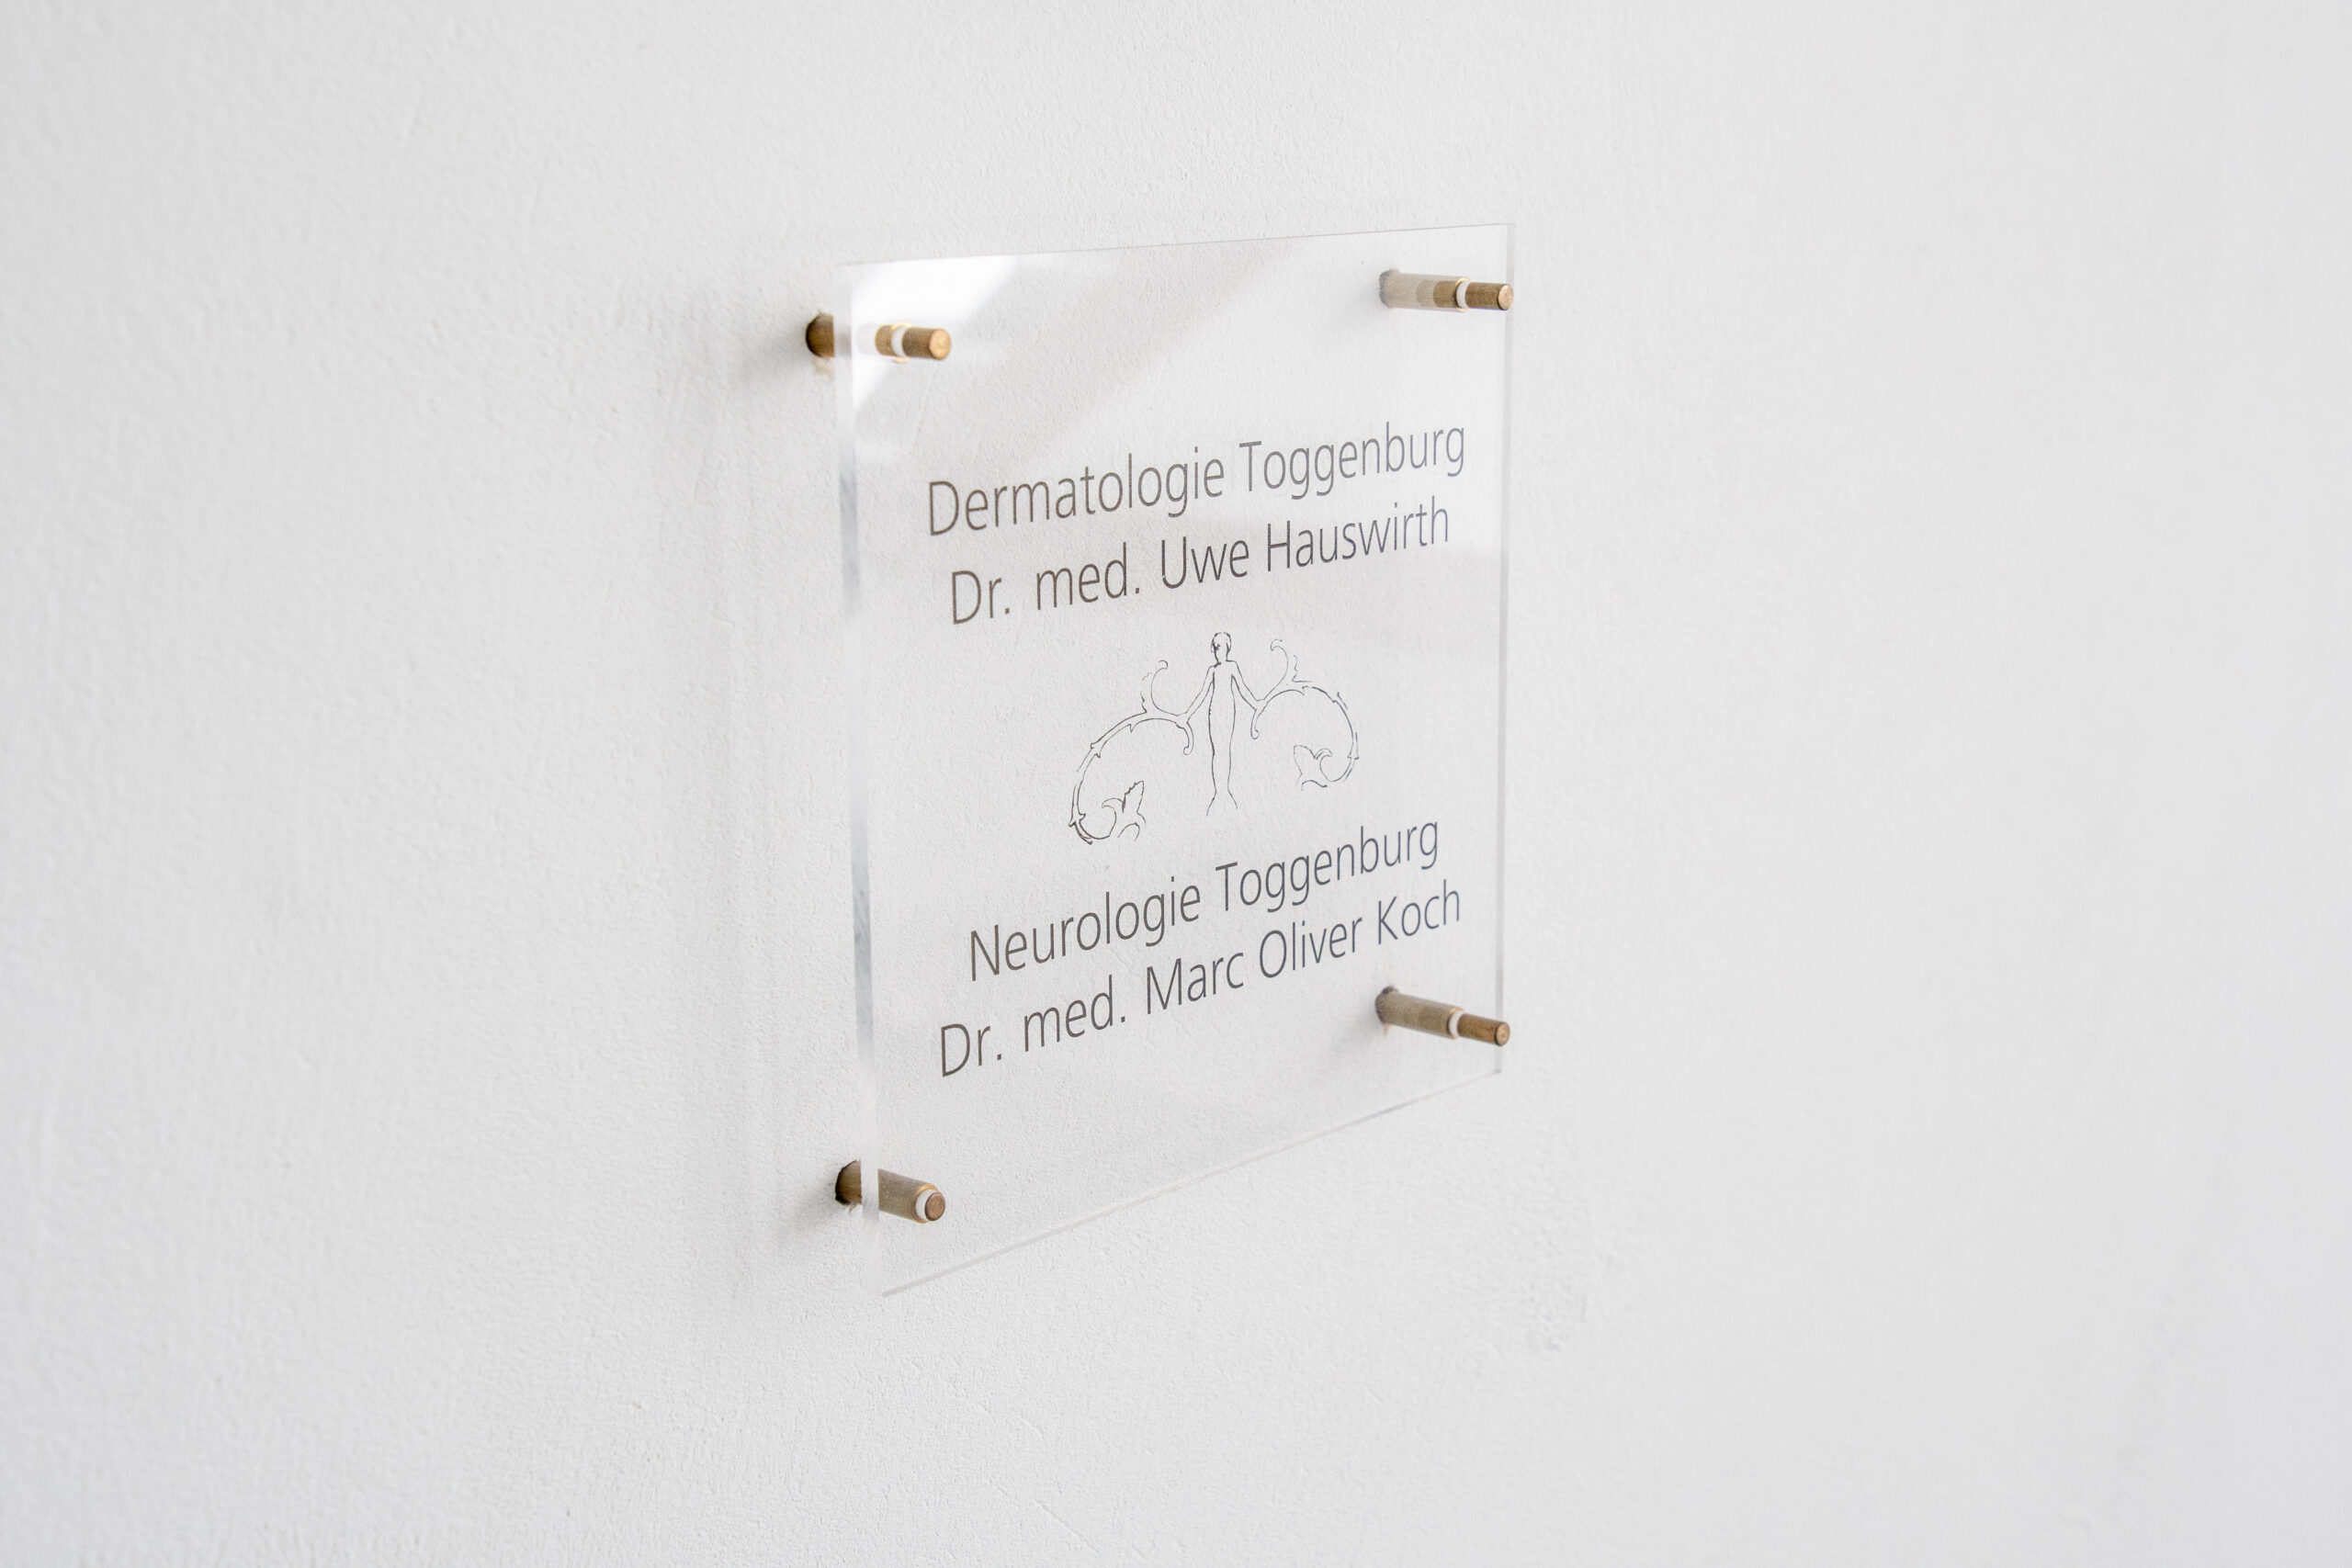 Dermatologie Toggenburg
Dr. med. Uwe Hauswirth
Neurologie Toggenburg
Dr. med. Marc Oliver Koch